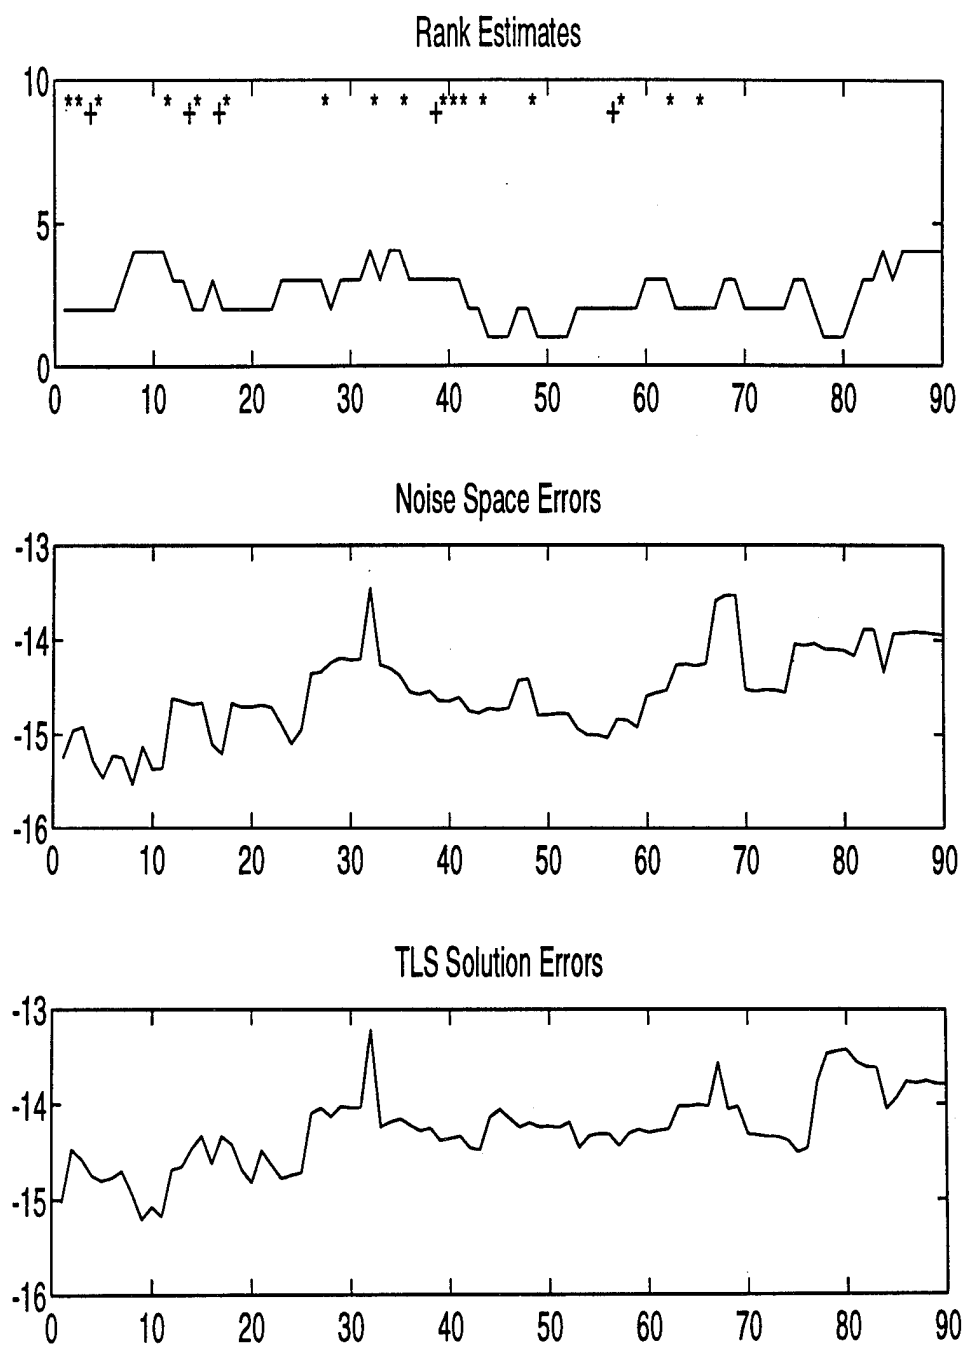 Rank Estimates
10
** * * * * * * * *** * * * * *
+ + + + +
5
0
0 10 20 30 40 50 60 70 80 90
Noise Space Errors
-13
-14
-15
-16
0 10 20 30 40 50 60 70 80 90
TLS Solution Errors
-13
-14
-15
-16
0 10 20 30 40 50 60 70 80 90